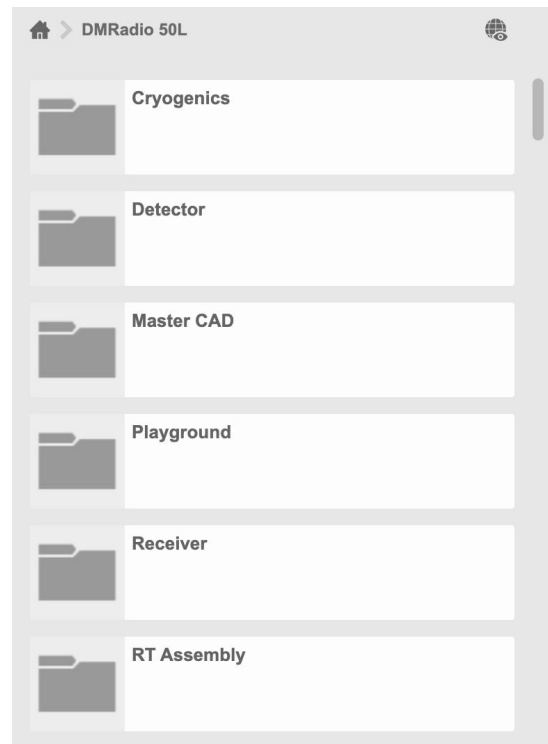 DMRadio 50L
Cryogenics
Detector
Master CAD
Playground
Receiver
RT Assembly